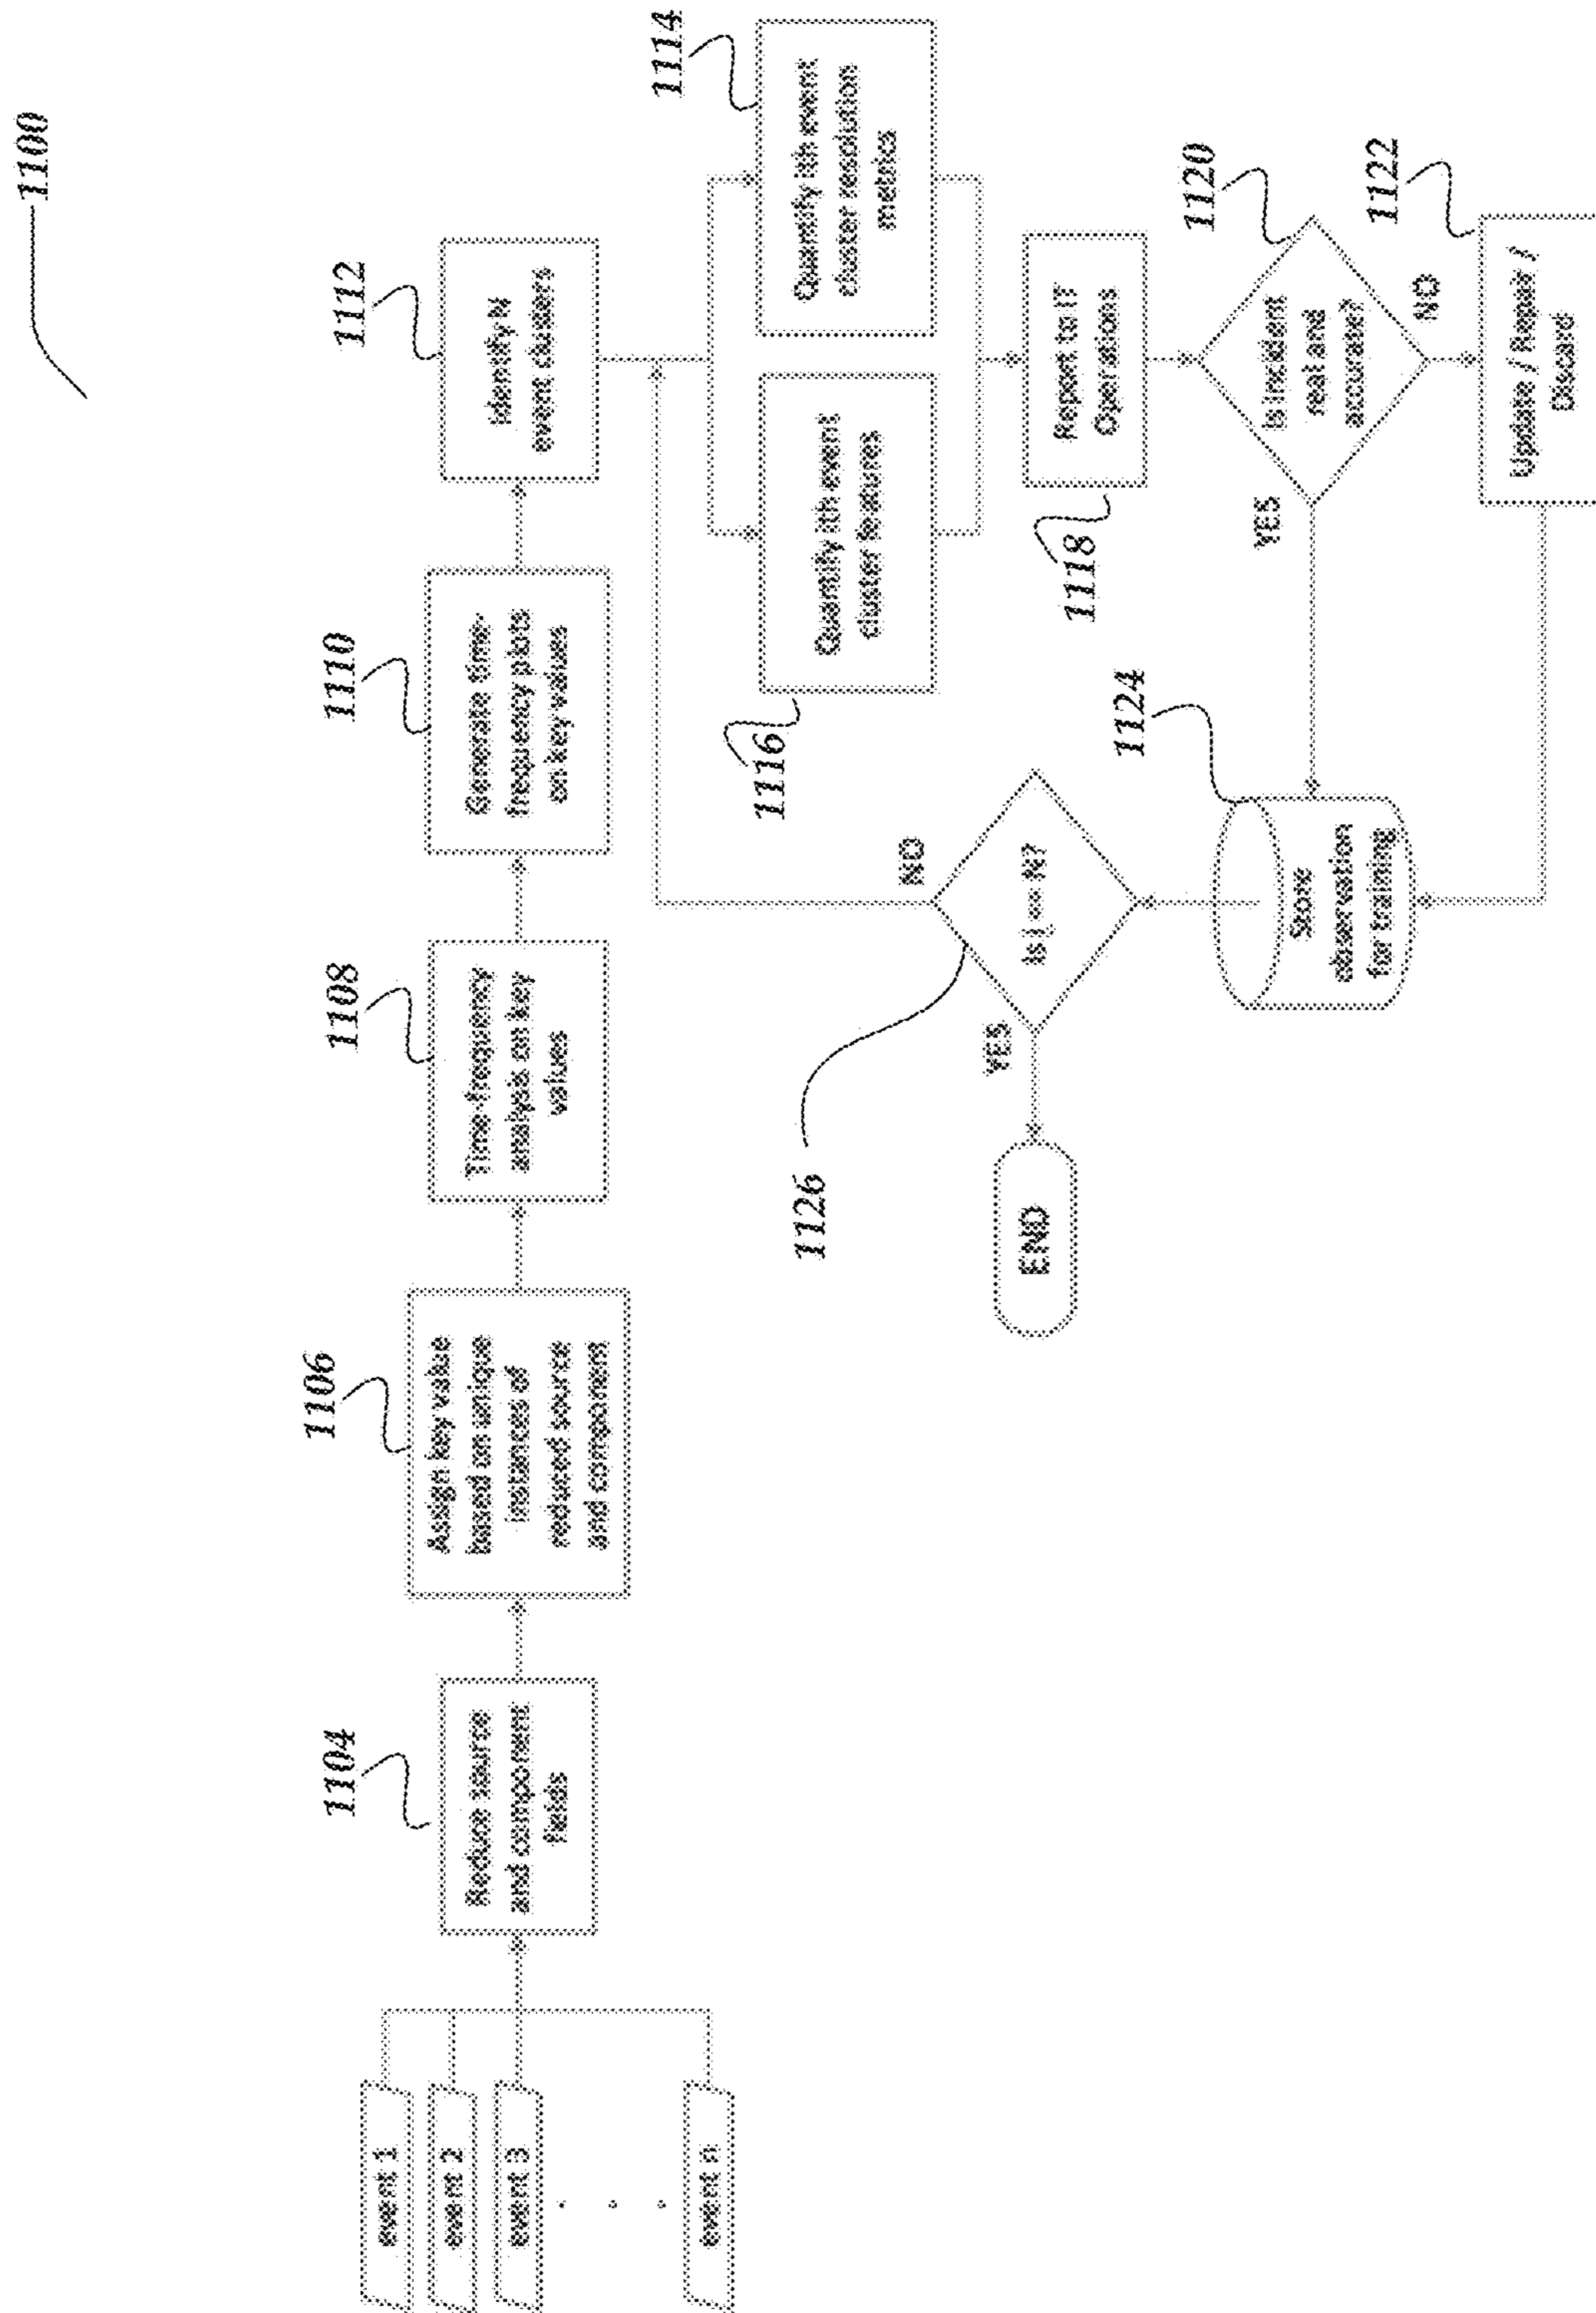 1100
event 1
event 2
event 3
event n
1104
Reduce source
and component
fields
1106
Assign key value
based on unique
instances of
reduced source
and component
1108
Time-frequency
analysis on key
values
1110
Generate time-
frequency plots
on key values
1112
Identify N
event clusters
1116
Quantify ith event
cluster features
1114
Quantify ith event
cluster resolution
metrics
1118
Report to IT
Operations
1120
Is incident
real and
accurate?
YES
NO
1122
Update / Repair /
Discard
1124
Store
observation
for training
1126
Is j == N?
NO
YES
END